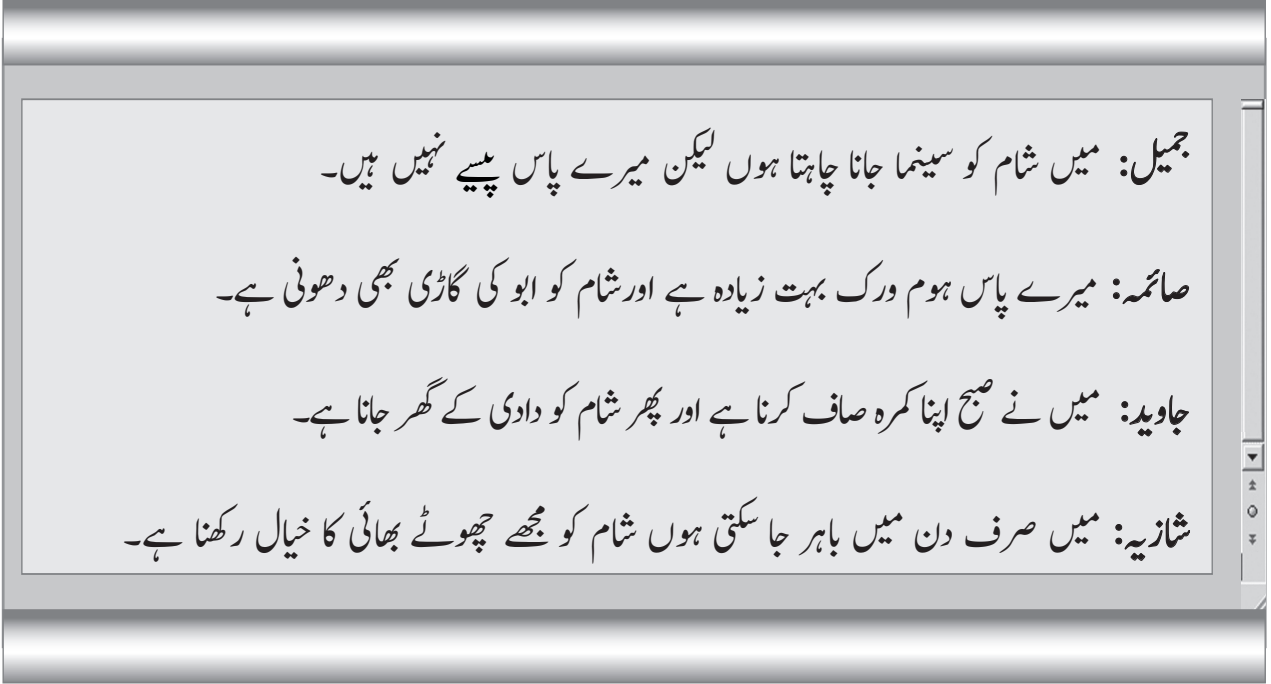 جمیل: میں شام کو سینما جانا چاہتا ہوں لیکن میرے پاس پیسے نہیں ہیں۔
صائمہ: میرے پاس ہوم ورک بہت زیادہ ہے اورشام کو ابو کی گاڑی بھی دھونی ہے۔
جاوید: میں نے صبح اپنا کمرہ صاف کرنا ہے اور پھر شام کو دادی کے گھر جانا ہے۔
شازیہ: میں صرف دن میں باہر جا سکتی ہوں شام کو مجھے چھوٹے بھائی کا خیال رکھنا ہے۔